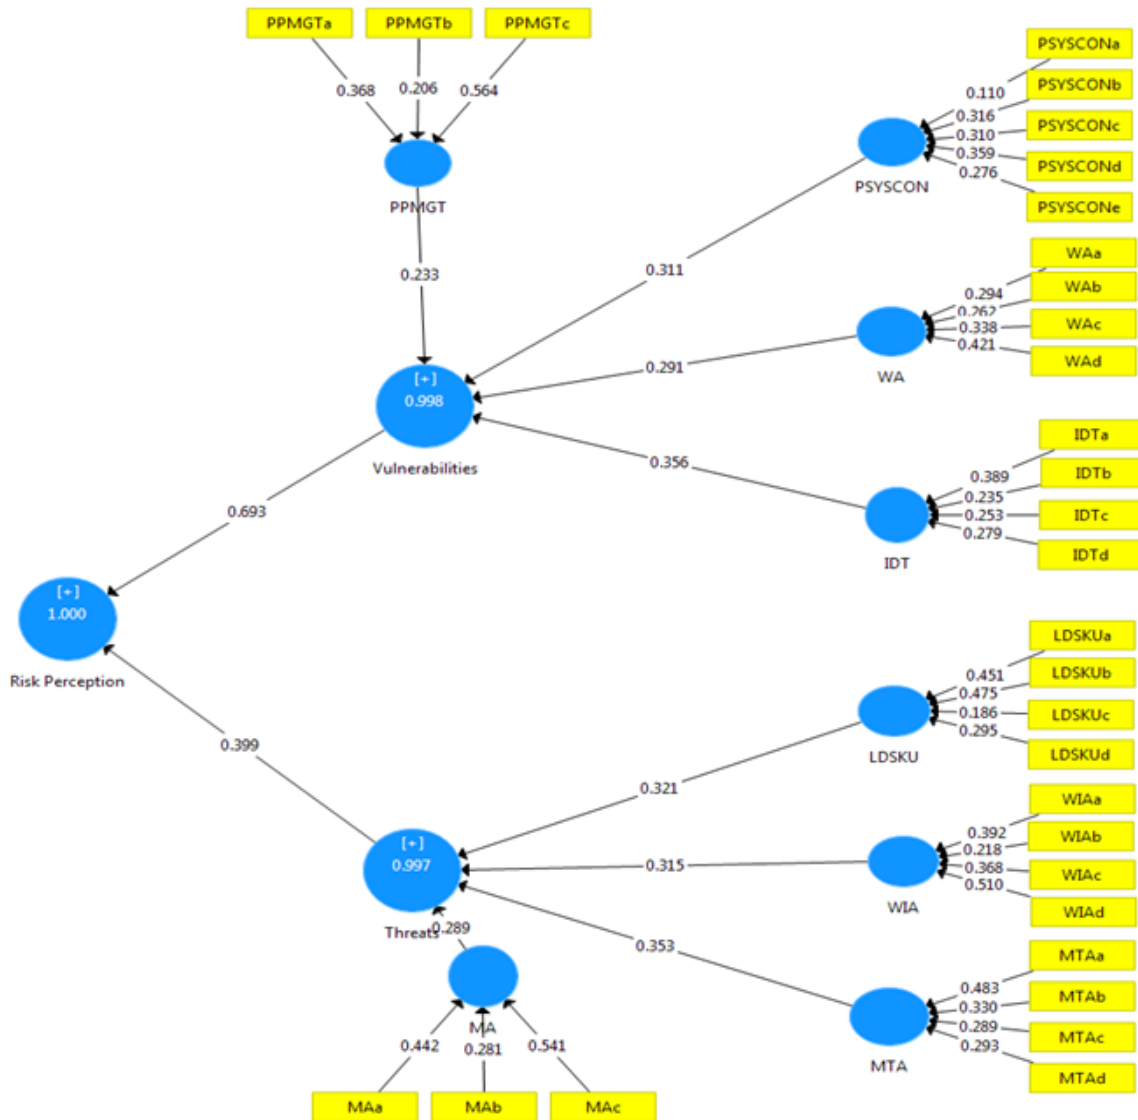 PPMGTa PPMGTb PPMGTc
0.368 0.206 0.564
PPMGT
0.233
PSYSCONa
PSYSCONb
PSYSCONc
PSYSCONd
PSYSCONe
0.110
0.316
0.310
0.359
0.276
PSYSCON
0.311
WAa
WAb
WAc
WAd
0.294
0.262
0.338
0.421
WA
0.291
[+]
0.998
Vulnerabilities
IDTa
IDTb
IDTc
IDTd
0.389
0.235
0.253
0.279
IDT
0.356
0.693
[+]
1.000
Risk Perception
0.399
LDSKUa
LDSKUb
LDSKUc
LDSKUd
0.451
0.475
0.186
0.295
LDSKU
0.321
WIAa
WIAb
WIAc
WIAd
0.392
0.218
0.368
0.510
WIA
0.315
[+]
0.997
Threats
0.289
MA
0.442 0.281 0.541
MAa MAb MAc
0.353
MTAa
MTAb
MTAc
MTAd
0.483
0.330
0.289
0.293
MTA